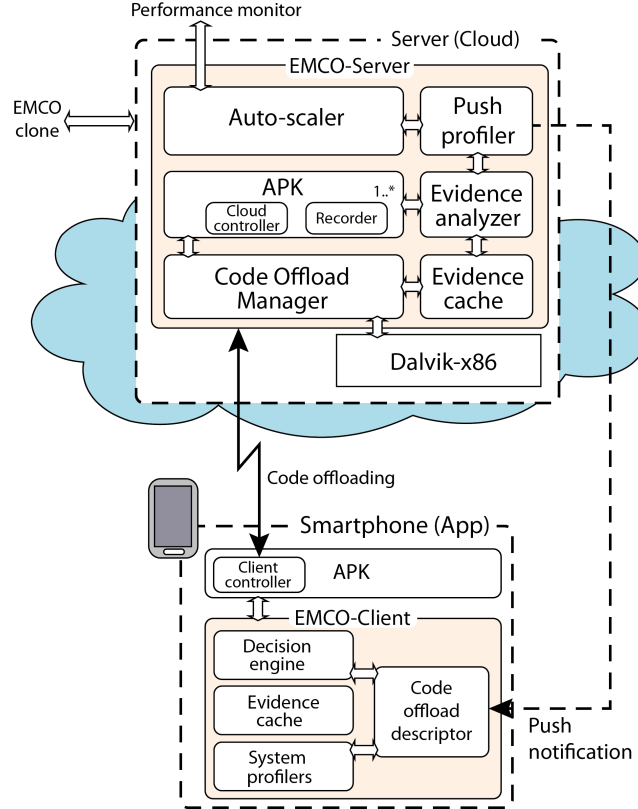 Performance monitor
Server (Cloud)
EMCO-Server
EMCO
clone
Auto-scaler
Push
profiler
APK
1..*
Cloud
controller
Recorder
Evidence
analyzer
Code Offload
Manager
Evidence
cache
Dalvik-x86
Code offloading
Smartphone (App)
Client
controller
APK
EMCO-Client
Decision
engine
Evidence
cache
System
profilers
Code
offload
descriptor
Push
notification